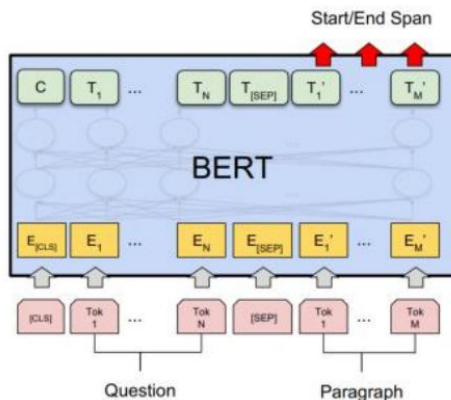 Start/End Span
C T1 ... TN T[SEP] T1' ... TM'
BERT
E[CLS] E1 ... EN E[SEP] E1' ... EM'
[CLS] Tok 1 ... Tok N [SEP] Tok 1 ... Tok M
Question Paragraph